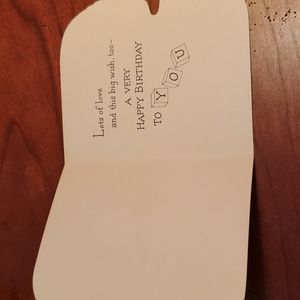 Lots of love
and this big wish, too—
A VERY
HAPPY BIRTHDAY
TO YOU